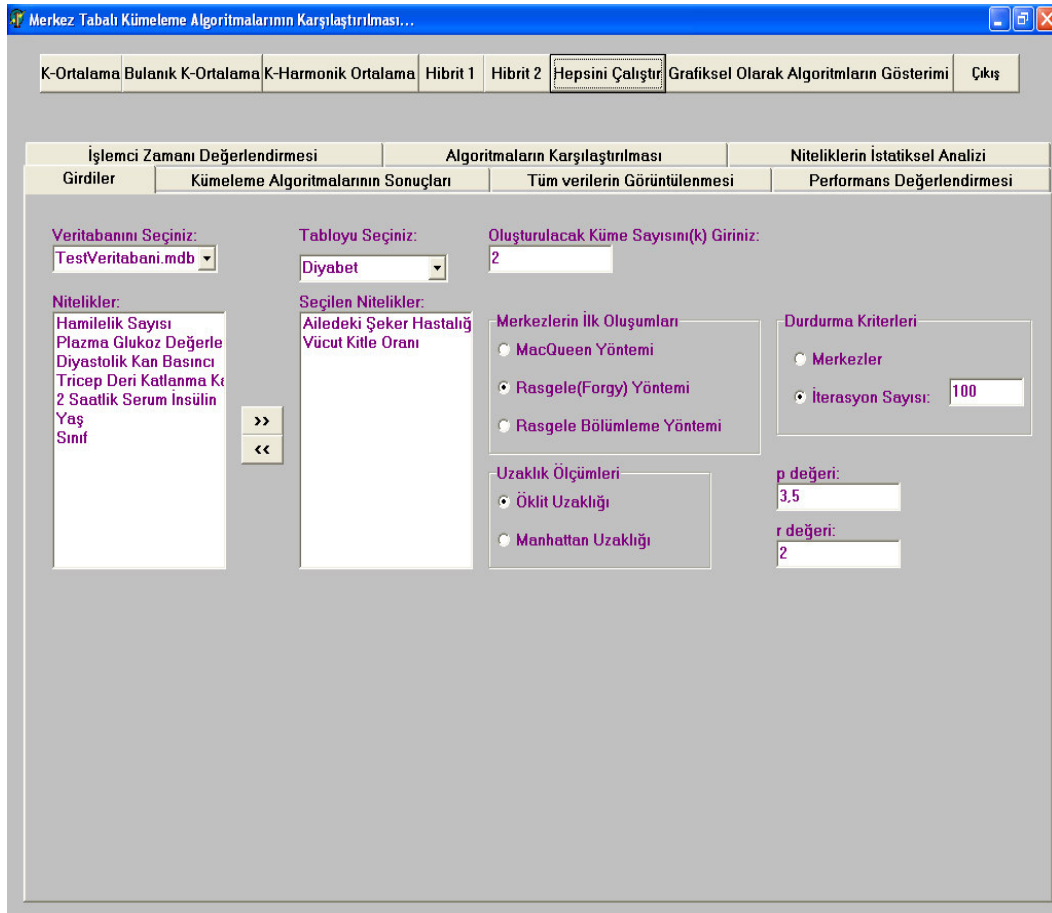 Merkez Tabalı Kümeleme Algoritmalarının Karşılaştırılması...
K-Ortalama Bulanık K-Ortalama K-Harmonik Ortalama Hibrit 1 Hibrit 2 Hepsini Çalıştır Grafiksel Olarak Algoritmların Gösterimi Çıkış
İşlemci Zamanı Değerlendirmesi Algoritmaların Karşılaştırılması Niteliklerin İstatiksel Analizi
Girdiler Kümeleme Algoritmalarının Sonuçları Tüm verilerin Görüntülenmesi Performans Değerlendirmesi
Veritabanını Seçiniz: Tabloyu Seçiniz: Oluşturulacak Küme Sayısını(k) Giriniz:
TestVeritabani.mdb Diyabet 2
Nitelikler:
Hamilelik Sayısı
Plazma Glukoz Değerle
Diyastolik Kan Basıncı
Tricep Deri Katlanma Ka
2 Saatlik Serum İnsülin
Yaş
Sınıf
>>
<<
Seçilen Nitelikler:
Ailedeki Şeker Hastalığ
Vücut Kitle Oranı
Merkezlerin İlk Oluşumları
MacQueen Yöntemi
Rasgele(Forgy) Yöntemi
Rasgele Bölümleme Yöntemi
Durdurma Kriterleri
Merkezler
İterasyon Sayısı: 100
Uzaklık Ölçümleri
Öklit Uzaklığı
Manhattan Uzaklığı
p değeri:
3,5
r değeri:
2